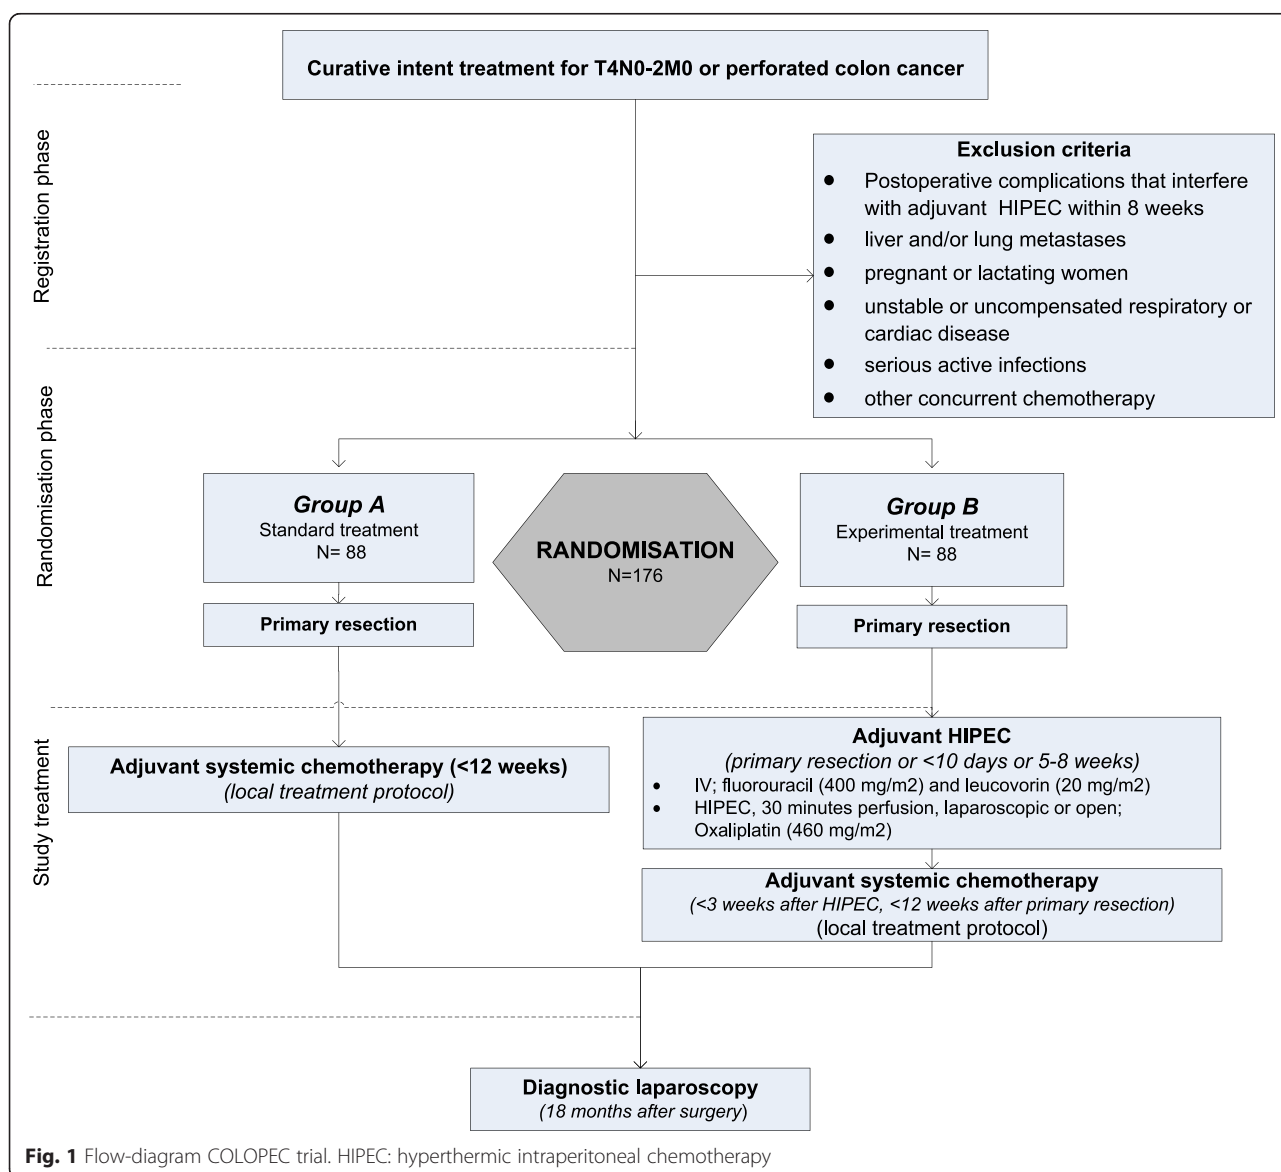 Curative intent treatment for T4N0-2M0 or perforated colon cancer
Registration phase
Exclusion criteria
● Postoperative complications that interfere
with adjuvant HIPEC within 8 weeks
● liver and/or lung metastases
● pregnant or lactating women
● unstable or uncompensated respiratory or
cardiac disease
● serious active infections
● other concurrent chemotherapy
Randomisation phase
Group A
Standard treatment
N= 88
RANDOMISATION
N=176
Group B
Experimental treatment
N= 88
Primary resection
Primary resection
Study treatment
Adjuvant systemic chemotherapy (<12 weeks)
(local treatment protocol)
Adjuvant HIPEC
(primary resection or <10 days or 5-8 weeks)
• IV; fluorouracil (400 mg/m2) and leucovorin (20 mg/m2)
• HIPEC, 30 minutes perfusion, laparoscopic or open;
Oxaliplatin (460 mg/m2)
Adjuvant systemic chemotherapy
(<3 weeks after HIPEC, <12 weeks after primary resection)
(local treatment protocol)
Diagnostic laparoscopy
(18 months after surgery)
Fig. 1 Flow-diagram COLOPEC trial. HIPEC: hyperthermic intraperitoneal chemotherapy